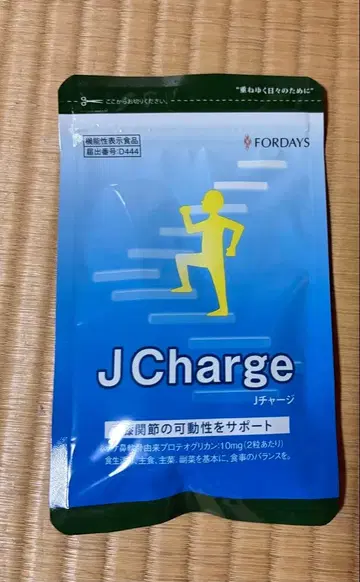 ここからお切りください。
"重ねゆく日々のために"
機能性表示食品
届出番号:D444
FORDAYS
J Charge
Jチャージ
関節の可動性をサポート
鼻軟骨由来プロテオグリカン:10mg(2粒あたり)
主食、主菜、副菜を基本に、食事のバランスを。